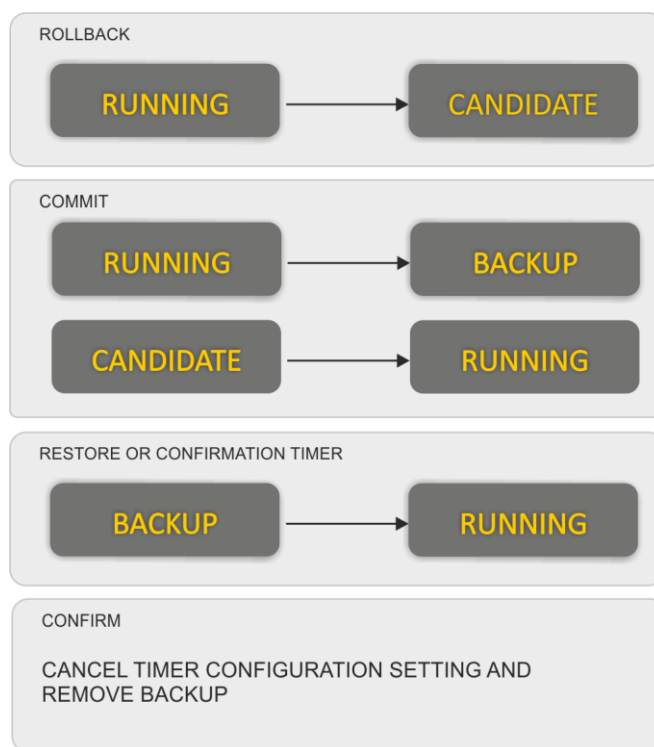 ROLLBACK
RUNNING
CANDIDATE
COMMIT
RUNNING
BACKUP
CANDIDATE
RUNNING
RESTORE OR CONFIRMATION TIMER
BACKUP
RUNNING
CONFIRM
CANCEL TIMER CONFIGURATION SETTING AND
REMOVE BACKUP